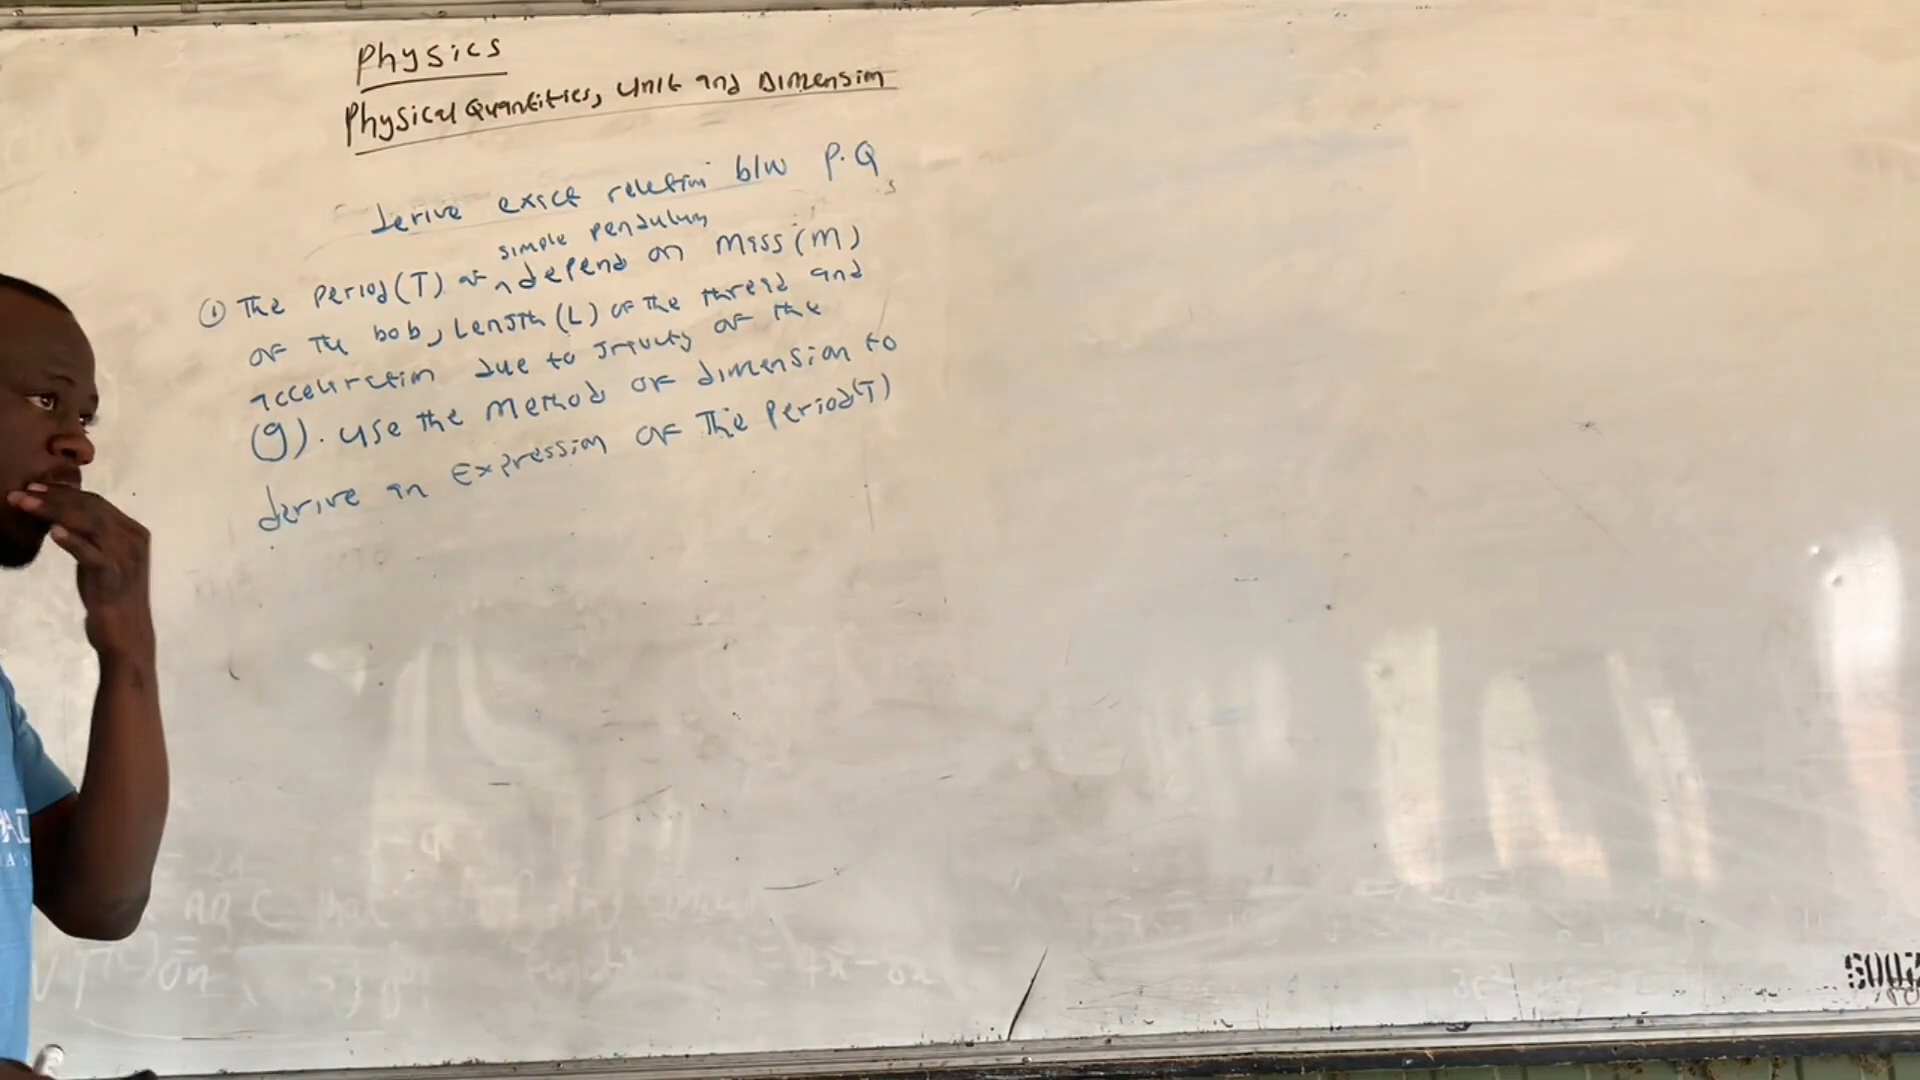 Physics
Physical Quantities, Unit and Dimension
derive exict relation b/w P.Qs
simple pendulum
① The Period(T) of ^ depend on Mass(m)
of the bob, Length(L) of the thread and
acceleration due to gravity of the
(g). use the Method of dimension to
derive an Expression of the Period(T)